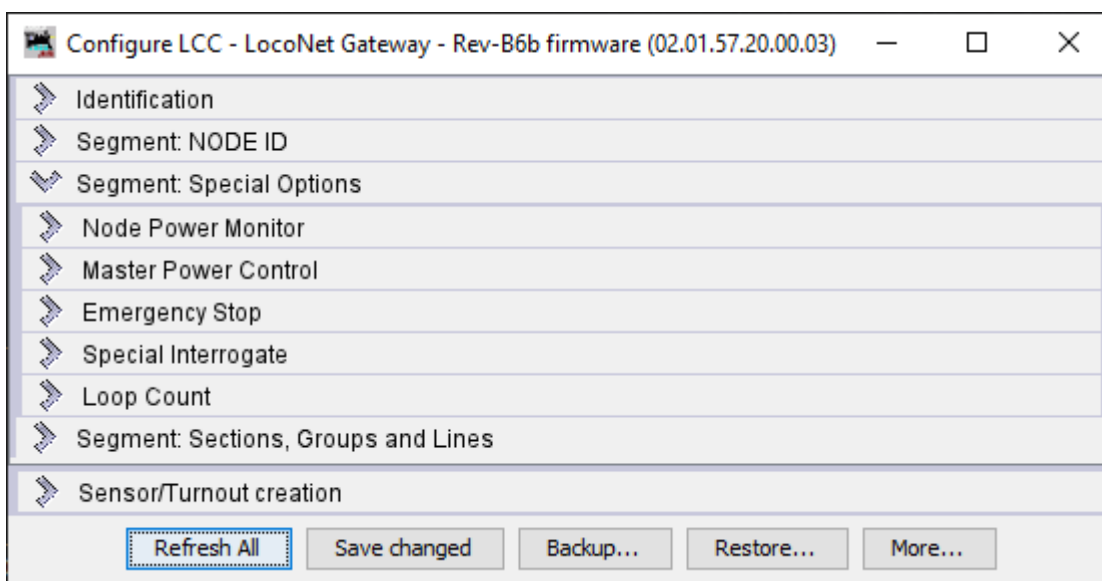 Configure LCC - LocoNet Gateway - Rev-B6b firmware (02.01.57.20.00.03)
Identification
Segment: NODE ID
Segment: Special Options
Node Power Monitor
Master Power Control
Emergency Stop
Special Interrogate
Loop Count
Segment: Sections, Groups and Lines
Sensor/Turnout creation
Refresh All Save changed Backup... Restore... More...